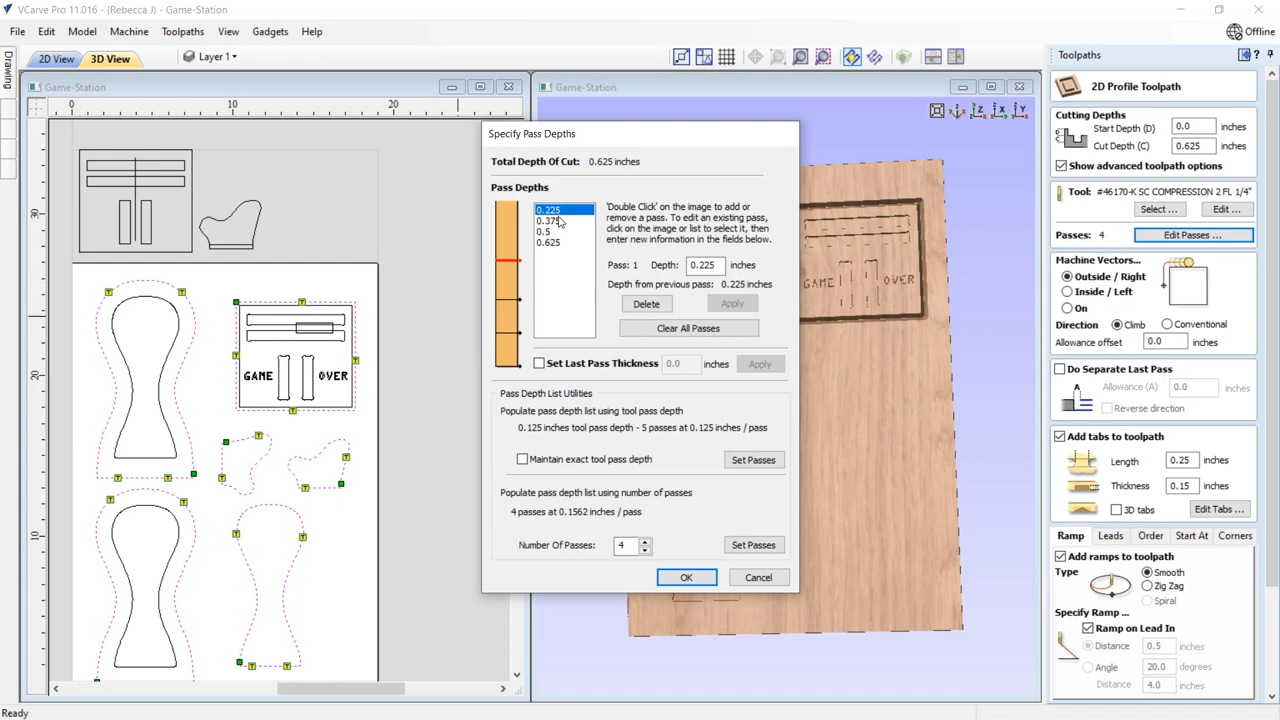 VCarve Pro 11.016 - {Rebecca J} - Game-Station
File Edit Model Machine Toolpaths View Gadgets Help
Offline
2D View 3D View Layer 1
Drawing
Game-Station
0 10 20
30
20
10
GAME OVER
T
Game-Station
Z X Y
GAME OVER
Specify Pass Depths
Total Depth Of Cut: 0.625 inches
Pass Depths
0.225
0.375
0.5
0.625
'Double Click' on the image to add or
remove a pass. To edit an existing pass,
click on the image or list to select it, then
enter new information in the fields below.
Pass: 1 Depth: 0.225 inches
Depth from previous pass: 0.225 inches
Delete Apply
Clear All Passes
Set Last Pass Thickness 0.0 inches Apply
Pass Depth List Utilities
Populate pass depth list using tool pass depth
0.125 inches tool pass depth - 5 passes at 0.125 inches / pass
Maintain exact tool pass depth Set Passes
Populate pass depth list using number of passes
4 passes at 0.1562 inches / pass
Number Of Passes: 4 Set Passes
OK Cancel
Toolpaths
2D Profile Toolpath
Cutting Depths
Start Depth (D) 0.0 inches
Cut Depth (C) 0.625 inches
Show advanced toolpath options
Tool: #46170-K SC COMPRESSION 2 FL 1/4"
Select ... Edit ...
Passes: 4 Edit Passes ...
Machine Vectors...
Outside / Right
Inside / Left
On
Direction Climb Conventional
Allowance offset 0.0 inches
Do Separate Last Pass
Allowance (A) 0.0 inches
Reverse direction
Add tabs to toolpath
Length 0.25 inches
Thickness 0.15 inches
3D tabs Edit Tabs ...
Ramp Leads Order Start At Corners
Add ramps to toolpath
Type Smooth
Zig Zag
Spiral
Specify Ramp ...
Ramp on Lead In
Distance 0.5 inches
Angle 20.0 degrees
Distance 4.0 inches
Ready